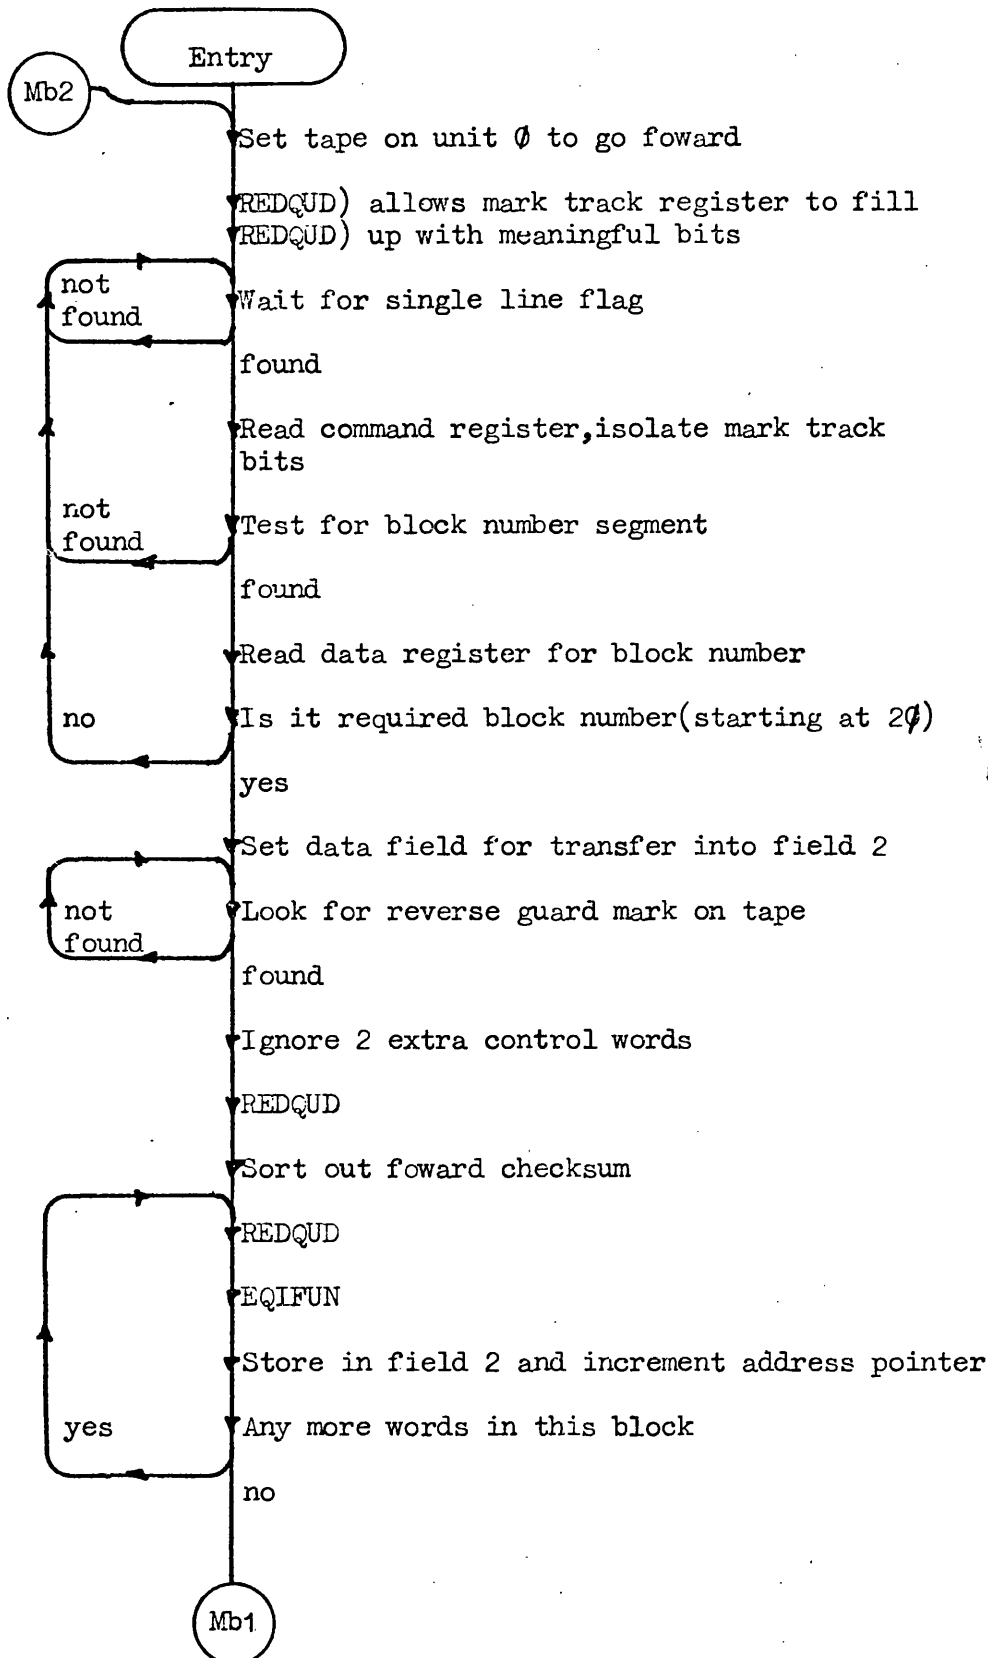 Entry
Mb2
Set tape on unit Ø to go foward
REDQUD) allows mark track register to fill
REDQUD) up with meaningful bits
not
found
Wait for single line flag
found
Read command register,isolate mark track
bits
not
found
Test for block number segment
found
Read data register for block number
no
Is it required block number(starting at 2Ø)
yes
Set data field for transfer into field 2
not
found
Look for reverse guard mark on tape
found
Ignore 2 extra control words
REDQUD
Sort out foward checksum
REDQUD
EQIFUN
Store in field 2 and increment address pointer
yes
Any more words in this block
no
Mb1